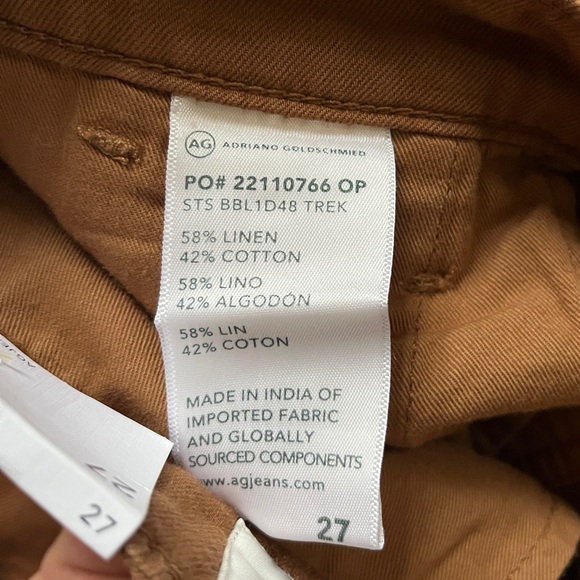 AG ADRIANO GOLDSCHMIED
PO# 22110766 OP
STS BBL1D48 TREK
58% LINEN
42% COTTON
58% LINO
42% ALGODÓN
58% LIN
42% COTON
MADE IN INDIA OF
IMPORTED FABRIC
AND GLOBALLY
SOURCED COMPONENTS
www.agjeans.com
27
27
27